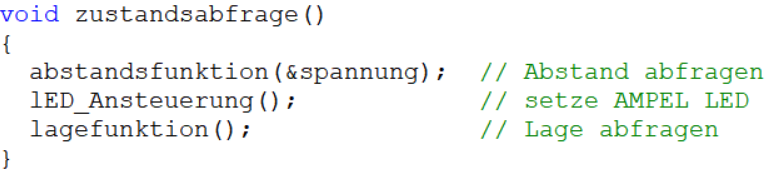 void zustandsabfrage()
{
  abstandsfunktion(&spannung);  // Abstand abfragen
  lED_Ansteuerung();            // setze AMPEL LED
  lagefunktion();               // Lage abfragen
}